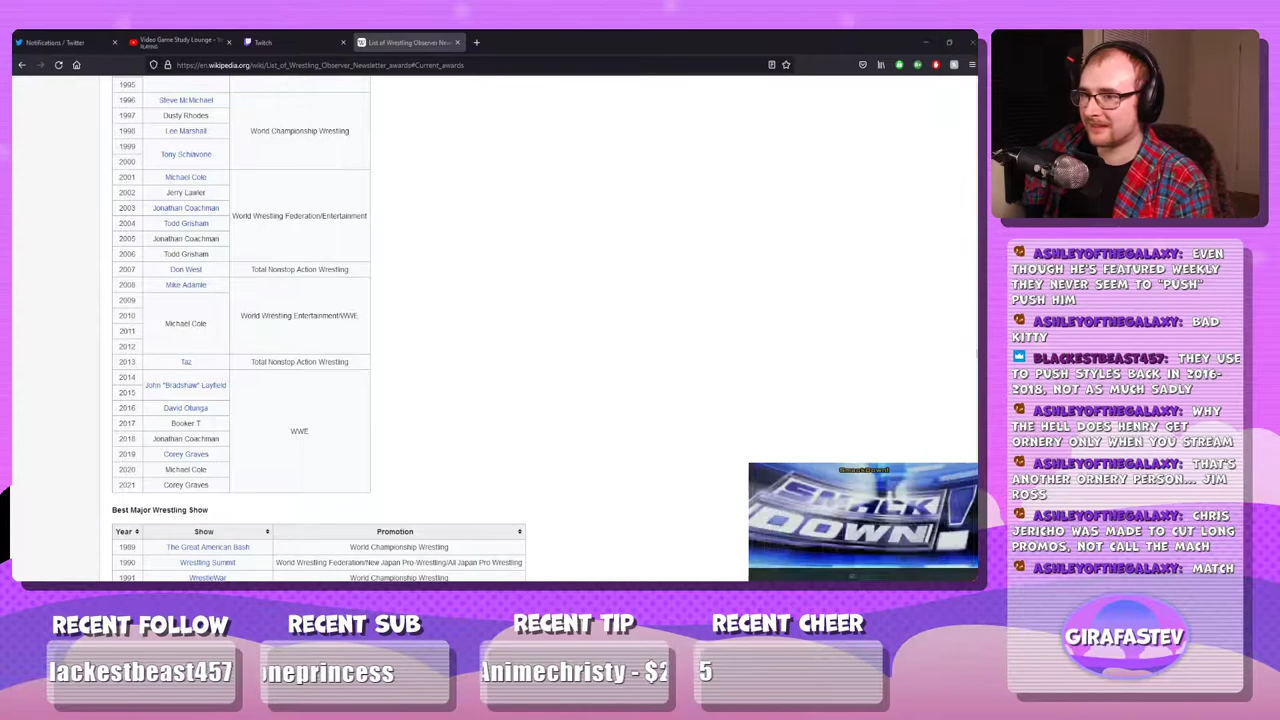 Notifications / Twitter
Video Game Study Lounge
PLAYING
Twitch
List of Wrestling Observer New
https://en.wikipedia.org/wiki/List_of_Wrestling_Observer_Newsletter_awards#Current_awards
1995
1996 Steve McMichael
1997 Dusty Rhodes
1998 Lee Marshall World Championship Wrestling
1999
Tony Schiavone
2000
2001 Michael Cole
2002 Jerry Lawler
2003 Jonathan Coachman
World Wrestling Federation/Entertainment
2004 Todd Grisham
2005 Jonathan Coachman
2006 Todd Grisham
2007 Don West Total Nonstop Action Wrestling
2008 Mike Adamle
2009
2010 World Wrestling Entertainment/WWE
Michael Cole
2011
2012
2013 Taz Total Nonstop Action Wrestling
2014
John "Bradshaw" Layfield
2015
2016 David Otunga
2017 Booker T
WWE
2018 Jonathan Coachman
2019 Corey Graves
2020 Michael Cole
2021 Corey Graves
Best Major Wrestling Show
Year Show Promotion
1989 The Great American Bash World Championship Wrestling
1990 Wrestling Summit World Wrestling Federation/New Japan Pro-Wrestling/All Japan Pro Wrestling
1991 WrestleWar World Championship Wrestling
SmackDown!
SMACK
DOWN!
ASHLEYOFTHEGALAXY: EVEN
THOUGH HE'S FEATURED WEEKLY
THEY NEVER SEEM TO "PUSH"
PUSH HIM
ASHLEYOFTHEGALAXY: BAD
KITTY
BLACKESTBEAST457: THEY USE
TO PUSH STYLES BACK IN 2016-
2018, NOT AS MUCH SADLY
ASHLEYOFTHEGALAXY: WHY
THE HELL DOES HENRY GET
ORNERY ONLY WHEN YOU STREAM
ASHLEYOFTHEGALAXY: THAT'S
ANOTHER ORNERY PERSON... JIM
ROSS
ASHLEYOFTHEGALAXY: CHRIS
JERICHO WAS MADE TO CUT LONG
PROMOS, NOT CALL THE MACH
ASHLEYOFTHEGALAXY: MATCH
GIRAFASTEV
RECENT FOLLOW RECENT SUB RECENT TIP RECENT CHEER
lackestbeast457 oneprincess Animechristy - $2 5